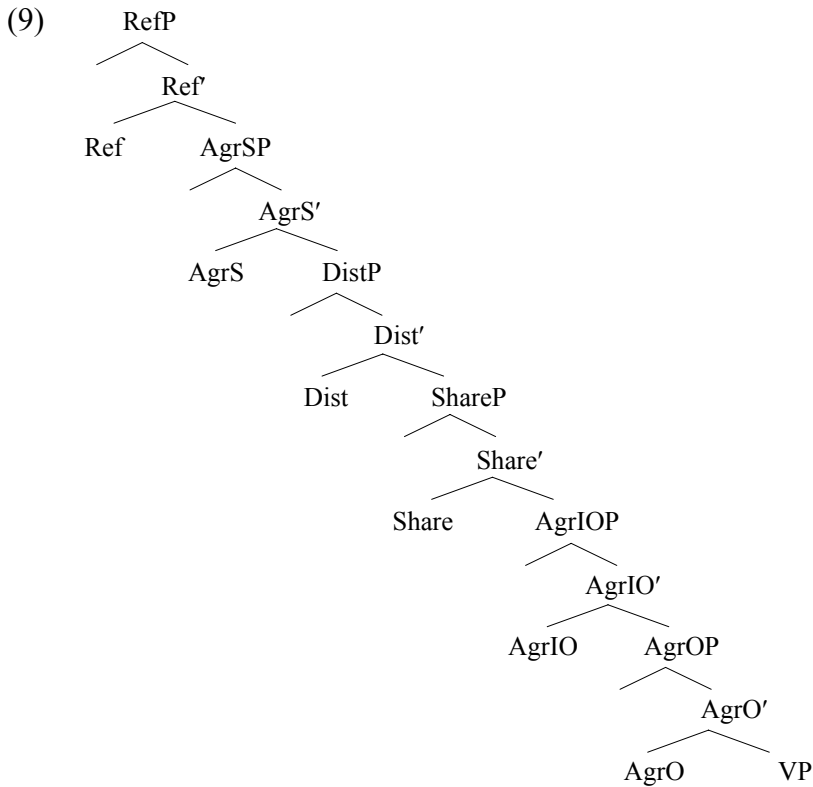 (9) RefP
Ref′
Ref AgrSP
AgrS′
AgrS DistP
Dist′
Dist ShareP
Share′
Share AgrIOP
AgrIO′
AgrIO AgrOP
AgrO′
AgrO VP